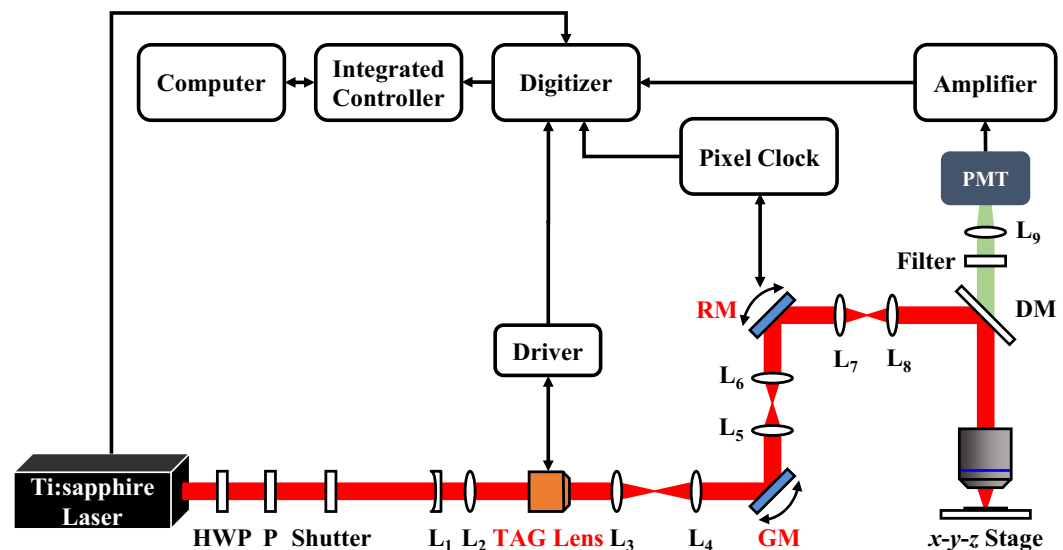 Computer
Integrated
Controller
Digitizer
Amplifier
Pixel Clock
PMT
L₉
Filter
RM
DM
Driver
L₇
L₈
L₆
L₅
Ti:sapphire
Laser
HWP
P
Shutter
L₁
L₂
TAG Lens
L₃
L₄
GM
x-y-z Stage